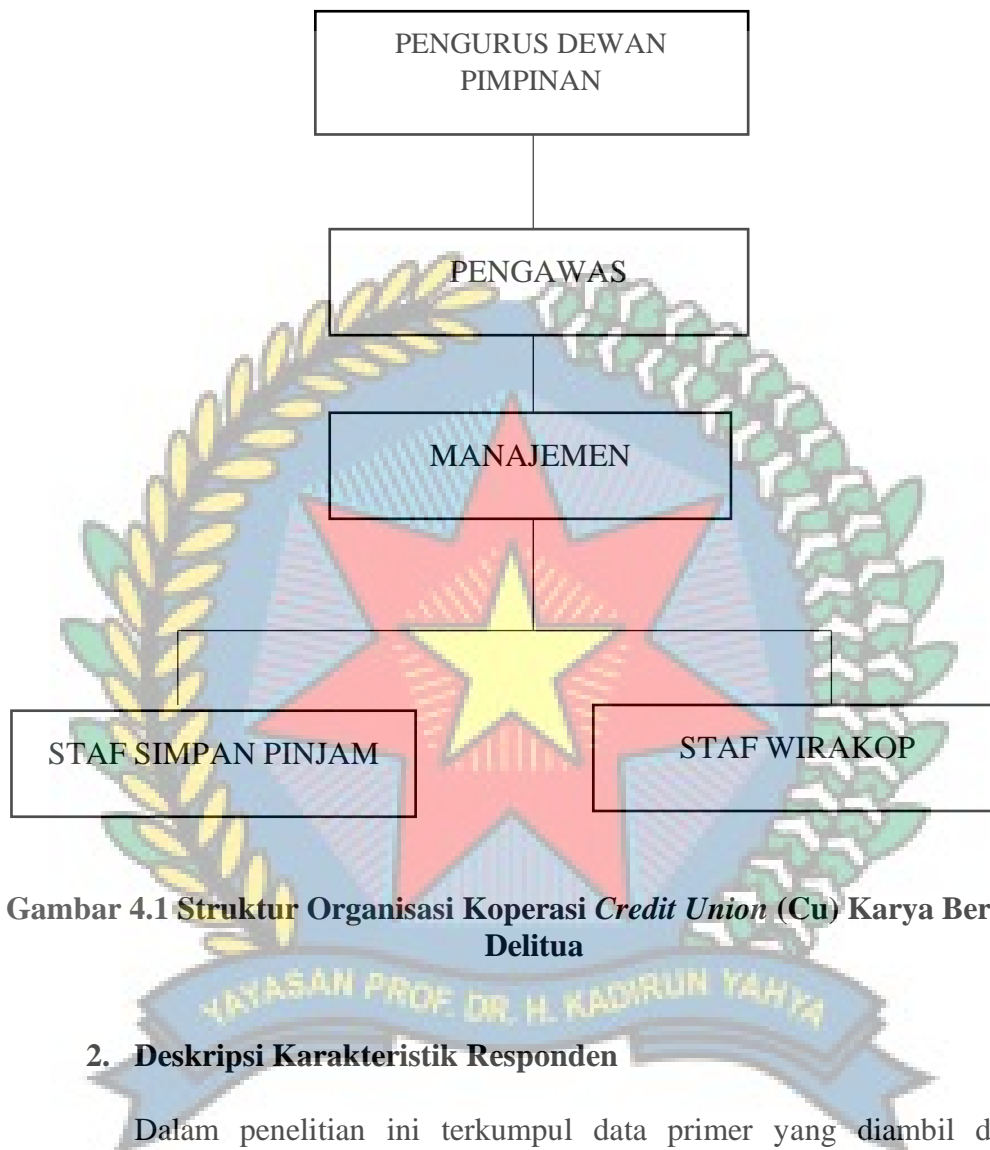 PENGURUS DEWAN
PIMPINAN
PENGAWAS
MANAJEMEN
STAF SIMPAN PINJAM
STAF WIRAKOP
Gambar 4.1 Struktur Organisasi Koperasi Credit Union (Cu) Karya Ber
Delitua
YAYASAN PROF. DR. H. KADIRUN YAHYA
2. Deskripsi Karakteristik Responden
Dalam penelitian ini terkumpul data primer yang diambil d